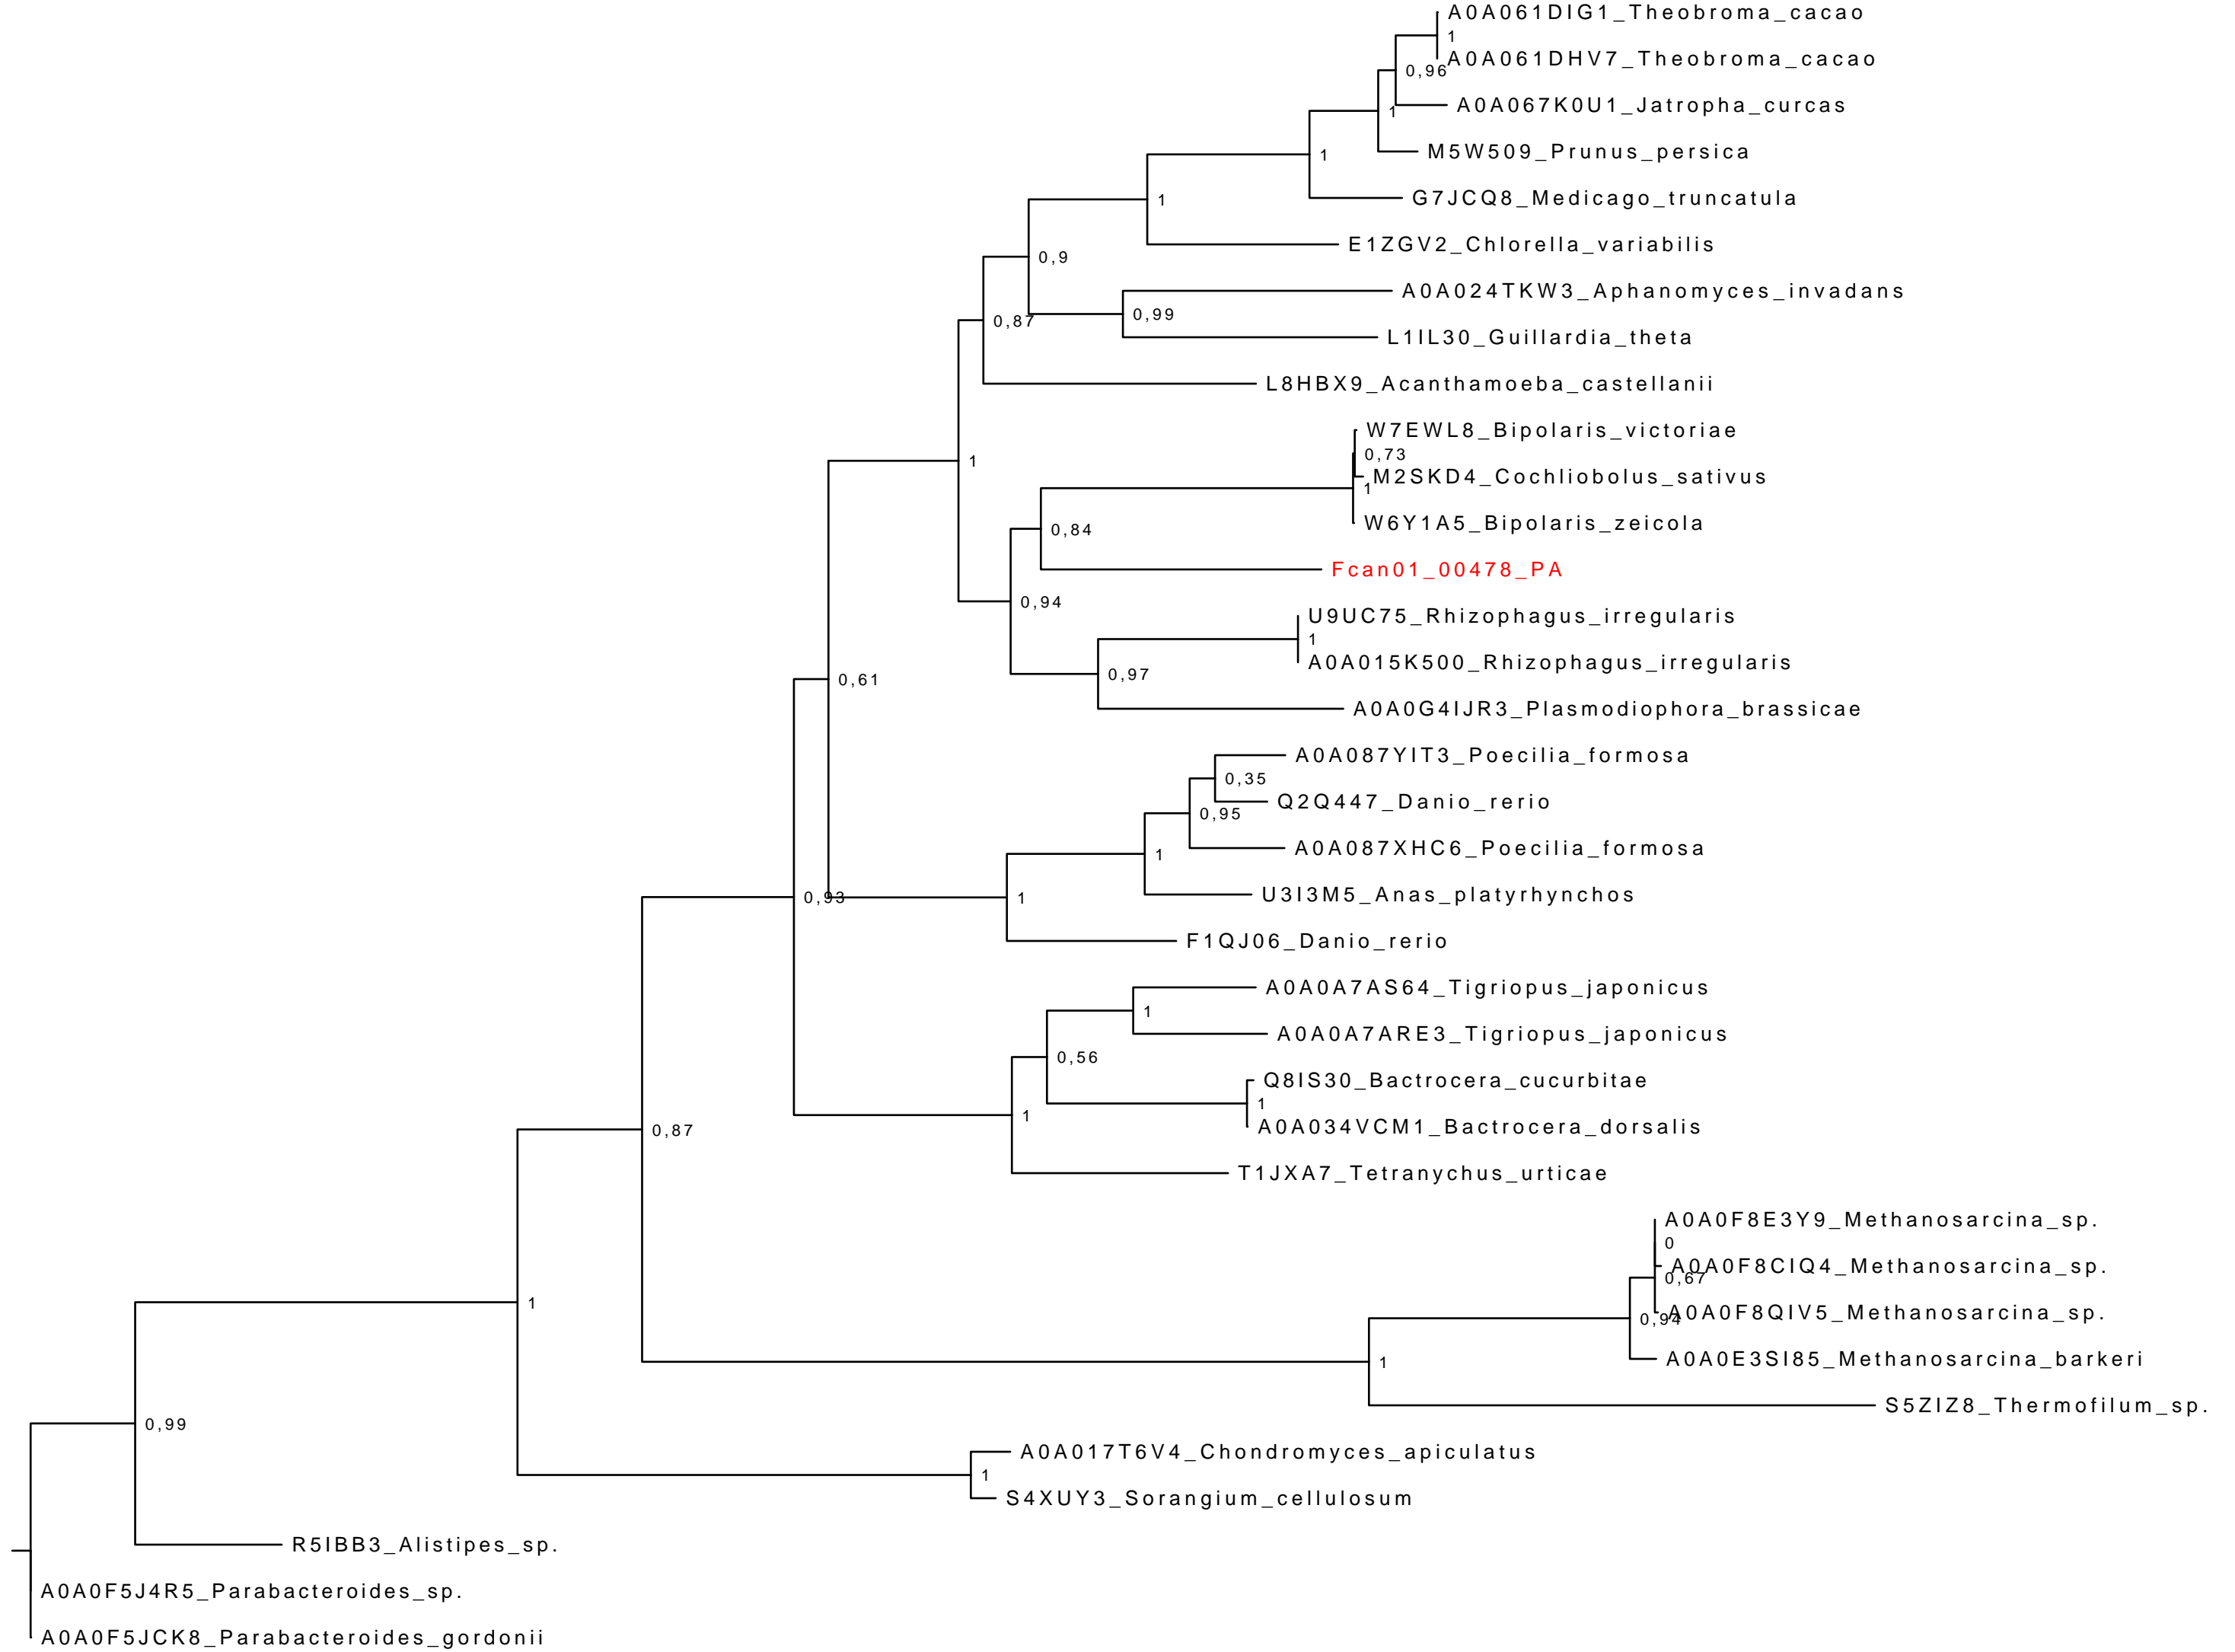 A0A061DIG1_Theobroma_cacao
1
A0A061DHV7_Theobroma_cacao
0,96
A0A067K0U1_Jatropha_curcas
1
M5W509_Prunus_persica
1
G7JCQ8_Medicago_truncatula
1
E1ZGV2_Chlorella_variabilis
0,9
A0A024TKW3_Aphanomyces_invadans
0,99
0,87
L1IL30_Guillardia_theta
L8HBX9_Acanthamoeba_castellanii
W7EWL8_Bipolaris_victoriae
0,73
1
M2SKD4_Cochliobolus_sativus
1
W6Y1A5_Bipolaris_zeicola
0,84
Fcan01_00478_PA
0,94
U9UC75_Rhizophagus_irregularis
1
A0A015K500_Rhizophagus_irregularis
0,97
0,61
A0A0G4IJR3_Plasmodiophora_brassicae
A0A087YIT3_Poecilia_formosa
0,35
Q2Q447_Danio_rerio
0,95
A0A087XHC6_Poecilia_formosa
1
U3I3M5_Anas_platyrhynchos
0,93
1
F1QJ06_Danio_rerio
A0A0A7AS64_Tigriopus_japonicus
1
A0A0A7ARE3_Tigriopus_japonicus
0,56
Q8IS30_Bactrocera_cucurbitae
1
1
A0A034VCM1_Bactrocera_dorsalis
0,87
T1JXA7_Tetranychus_urticae
A0A0F8E3Y9_Methanosarcina_sp.
0
A0A0F8CIQ4_Methanosarcina_sp.
0,67
1
A0A0F8QIV5_Methanosarcina_sp.
0,94
A0A0E3SI85_Methanosarcina_barkeri
1
S5ZIZ8_Thermofilum_sp.
0,99
A0A017T6V4_Chondromyces_apiculatus
1
S4XUY3_Sorangium_cellulosum
R5IBB3_Alistipes_sp.
A0A0F5J4R5_Parabacteroides_sp.
A0A0F5JCK8_Parabacteroides_gordonii